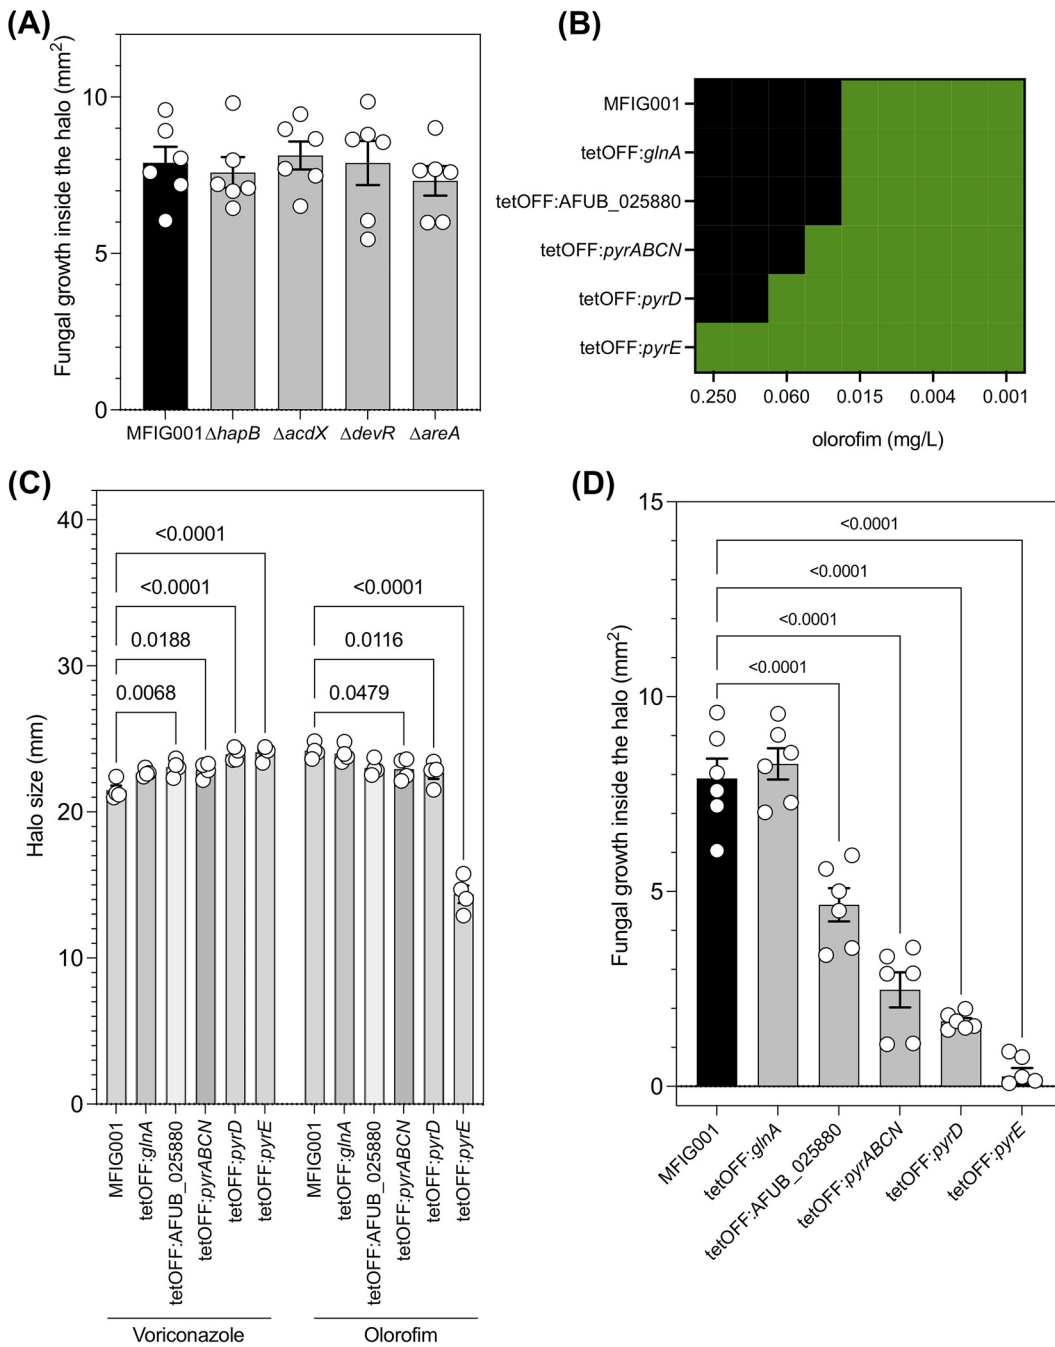 (A)
Fungal growth inside the halo (mm2)
10
5
0
MFIG001 ΔhapB ΔacdX ΔdevR ΔareA
(B)
MFIG001
tetOFF:glnA
tetOFF:AFUB_025880
tetOFF:pyrABCN
tetOFF:pyrD
tetOFF:pyrE
0.250 0.060 0.015 0.004 0.001
olorofim (mg/L)
(C)
Halo size (mm)
40
30
20
10
0
<0.0001
<0.0001
0.0188
0.0068
<0.0001
0.0116
0.0479
MFIG001
tetOFF:glnA
tetOFF:AFUB_025880
tetOFF:pyrABCN
tetOFF:pyrD
tetOFF:pyrE
MFIG001
tetOFF:glnA
tetOFF:AFUB_025880
tetOFF:pyrABCN
tetOFF:pyrD
tetOFF:pyrE
Voriconazole
Olorofim
(D)
Fungal growth inside the halo (mm2)
15
10
5
0
<0.0001
<0.0001
<0.0001
<0.0001
MFIG001
tetOFF:glnA
tetOFF:AFUB_025880
tetOFF:pyrABCN
tetOFF:pyrD
tetOFF:pyrE